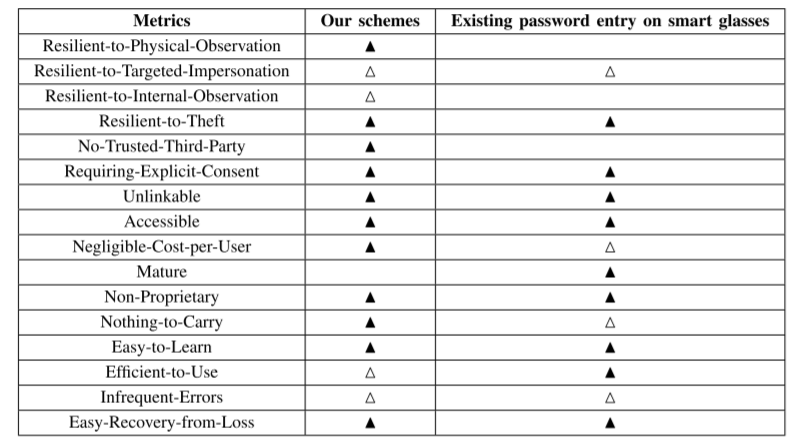 Metrics Our schemes Existing password entry on smart glasses
Resilient-to-Physical-Observation ▲
Resilient-to-Targeted-Impersonation △ △
Resilient-to-Internal-Observation △
Resilient-to-Theft ▲ ▲
No-Trusted-Third-Party ▲
Requiring-Explicit-Consent ▲ ▲
Unlinkable ▲ ▲
Accessible ▲ ▲
Negligible-Cost-per-User ▲ △
Mature ▲
Non-Proprietary ▲ ▲
Nothing-to-Carry ▲ △
Easy-to-Learn ▲ ▲
Efficient-to-Use △ ▲
Infrequent-Errors △ △
Easy-Recovery-from-Loss ▲ ▲